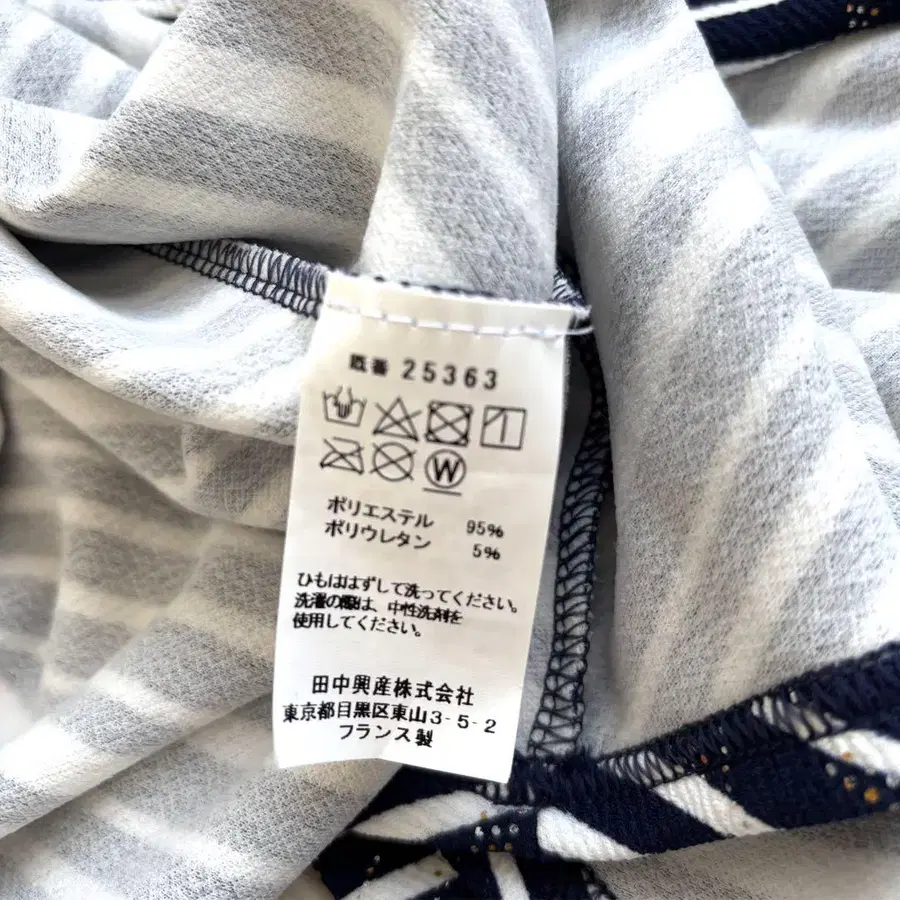 既番 25363
W
ポリエステル 95%
ポリウレタン 5%
ひもははずして洗ってください。
洗濯の際は、中性洗剤を
使用してください。
田中興産株式会社
東京都目黒区東山3-5-2
フランス製